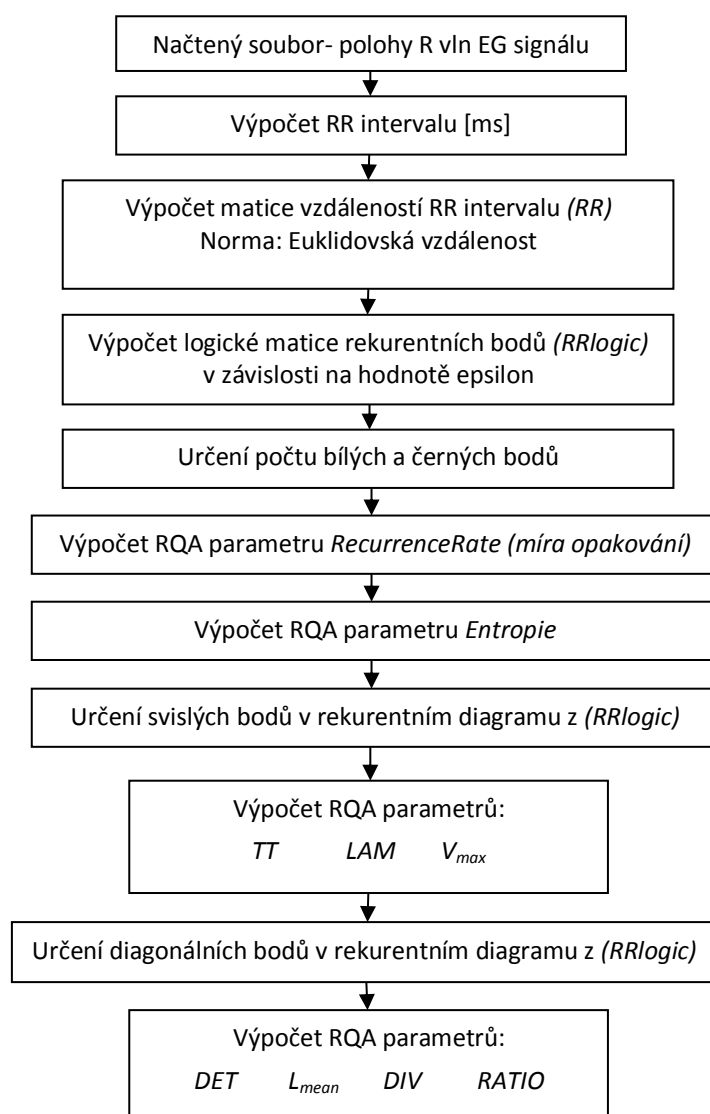 Načtený soubor- polohy R vln EG signálu
Výpočet RR intervalu [ms]
Výpočet matice vzdáleností RR intervalu (RR)
Norma: Euklidovská vzdálenost
Výpočet logické matice rekurentních bodů (RRlogic)
v závislosti na hodnotě epsilon
Určení počtu bílých a černých bodů
Výpočet RQA parametru RecurrenceRate (míra opakování)
Výpočet RQA parametru Entropie
Určení svislých bodů v rekurentním diagramu z (RRlogic)
Výpočet RQA parametrů:
TT LAM Vmax
Určení diagonálních bodů v rekurentním diagramu z (RRlogic)
Výpočet RQA parametrů:
DET Lmean DIV RATIO